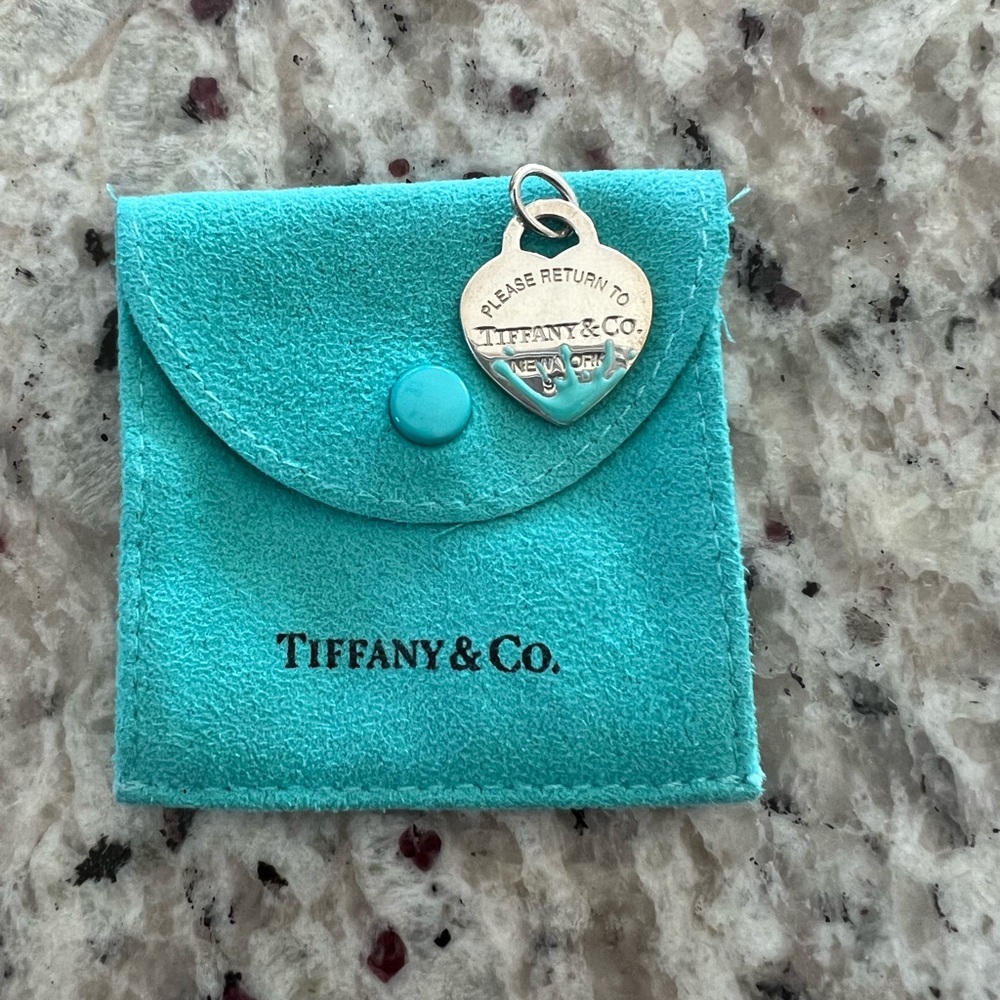 PLEASE RETURN TO
TIFFANY & CO.
NEW YORK
TIFFANY & CO.